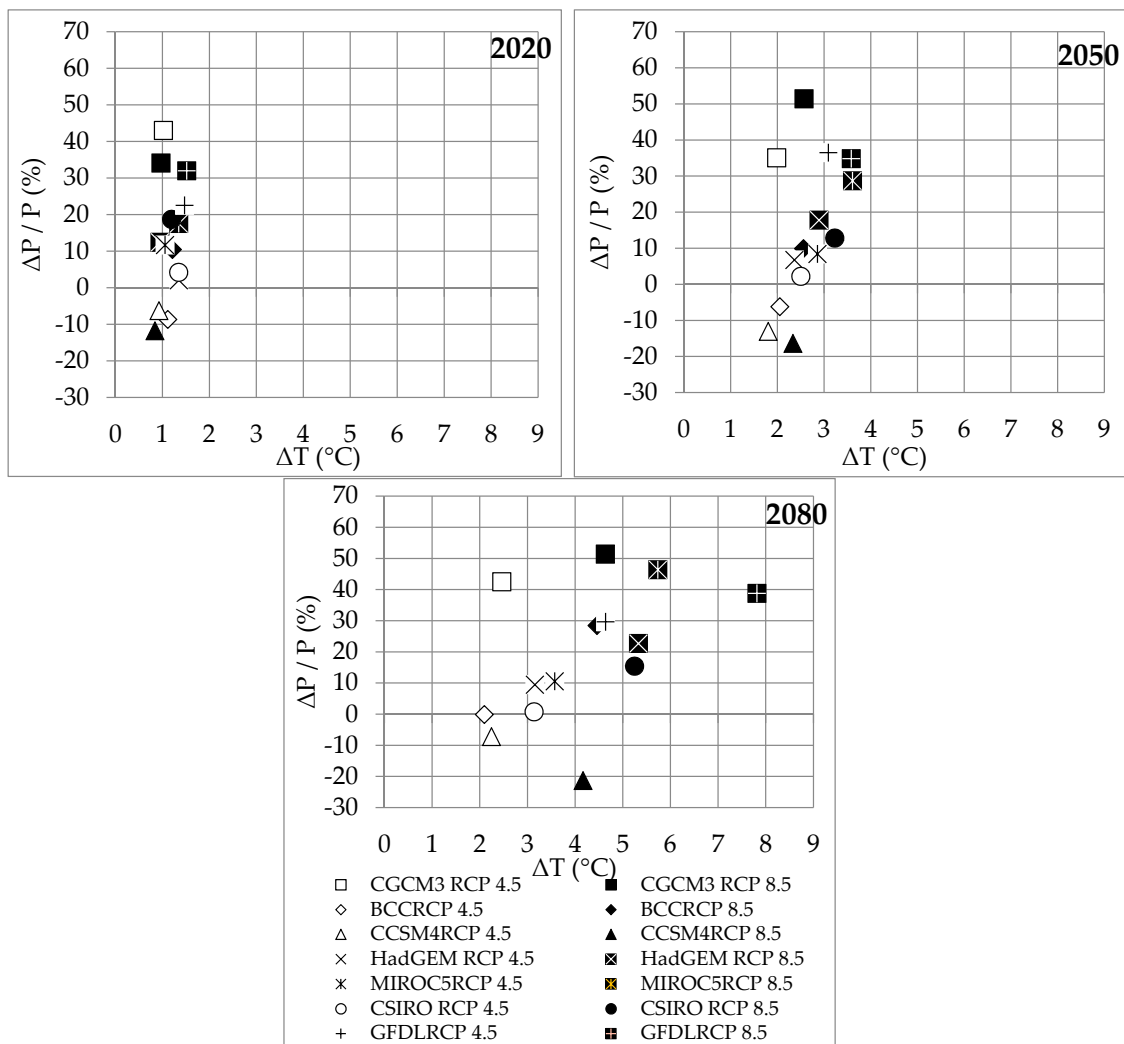 2020
70
60
50
40
30
20
10
0
-10
-20
-30
ΔP / P (%)
0 1 2 3 4 5 6 7 8 9
ΔT (°C)
2050
70
60
50
40
30
20
10
0
-10
-20
-30
ΔP / P (%)
0 1 2 3 4 5 6 7 8 9
ΔT (°C)
2080
70
60
50
40
30
20
10
0
-10
-20
-30
ΔP / P (%)
0 1 2 3 4 5 6 7 8 9
ΔT (°C)
CGCM3 RCP 4.5 CGCM3 RCP 8.5
BCCRCP 4.5 BCCRCP 8.5
CCSM4RCP 4.5 CCSM4RCP 8.5
HadGEM RCP 4.5 HadGEM RCP 8.5
MIROC5RCP 4.5 MIROC5RCP 8.5
CSIRO RCP 4.5 CSIRO RCP 8.5
GFDLRCP 4.5 GFDLRCP 8.5